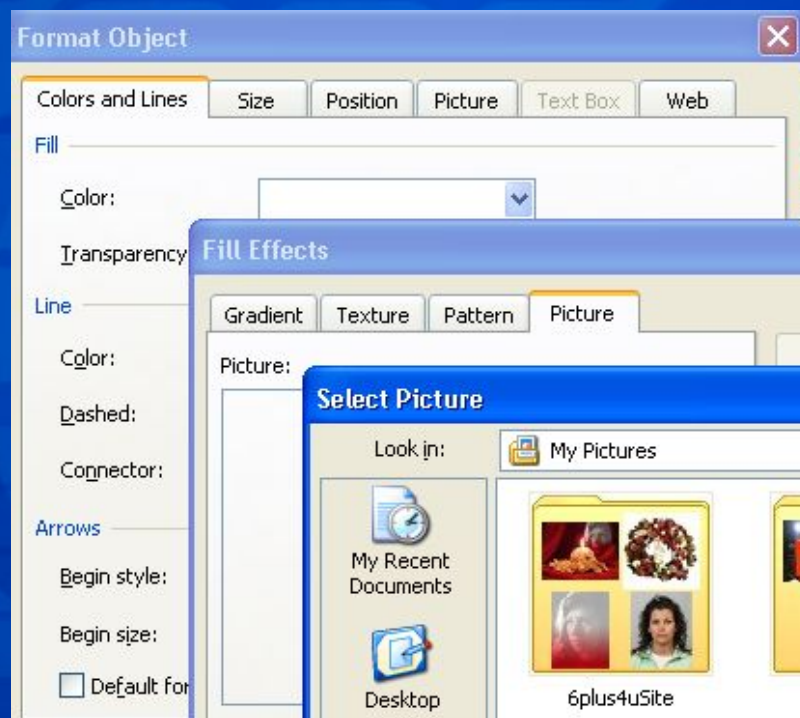 Format Object
Colors and Lines Size Position Picture Text Box Web
Fill
Color:
Transparency
Fill Effects
Line
Gradient Texture Pattern Picture
Color:
Picture:
Select Picture
Dashed:
Look in:
My Pictures
Connector:
Arrows
My Recent
Documents
Begin style:
Begin size:
Default for
Desktop
6plus4uSite